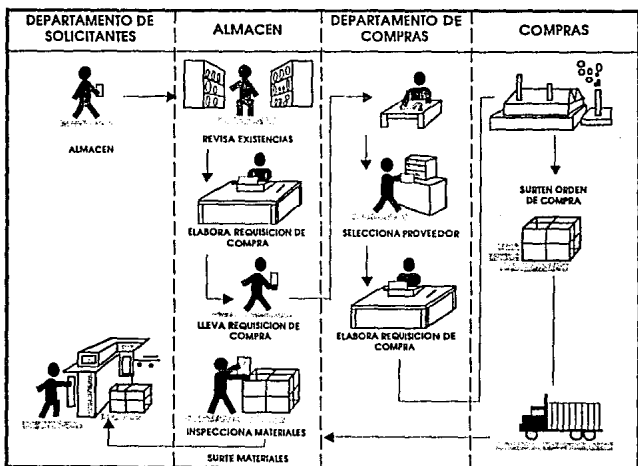 DEPARTAMENTO DE
SOLICITANTES
ALMACEN
DEPARTAMENTO DE
COMPRAS
COMPRAS
ALMACEN
REVISA EXISTENCIAS
ELABORA REQUISICION DE
COMPRA
LLEVA REQUISICION DE
COMPRA
INSPECCIONA MATERIALES
SURTE MATERIALES
SELECCIONA PROVEEDOR
ELABORA REQUISICION DE
COMPRA
SURTEN ORDEN
DE COMPRA